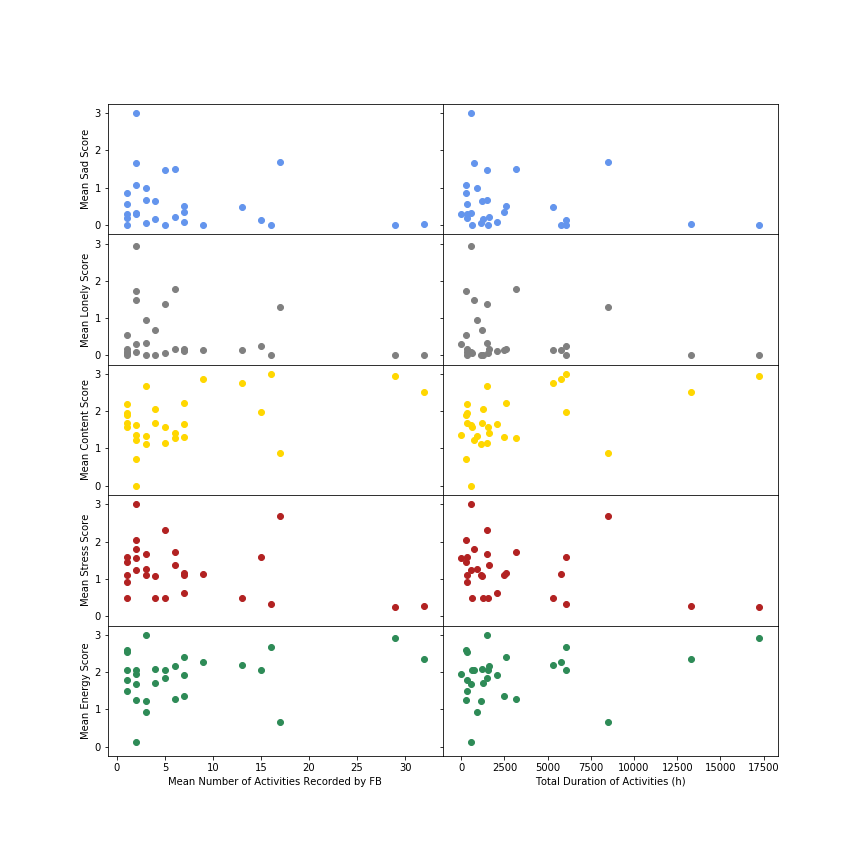 Mean Sad Score
3
2
1
0
Mean Lonely Score
3
2
1
0
Mean Content Score
3
2
1
0
Mean Stress Score
3
2
1
0
Mean Energy Score
3
2
1
0
0 5 10 15 20 25 30
0 2500 5000 7500 10000 12500 15000 17500
Mean Number of Activities Recorded by FB
Total Duration of Activities (h)